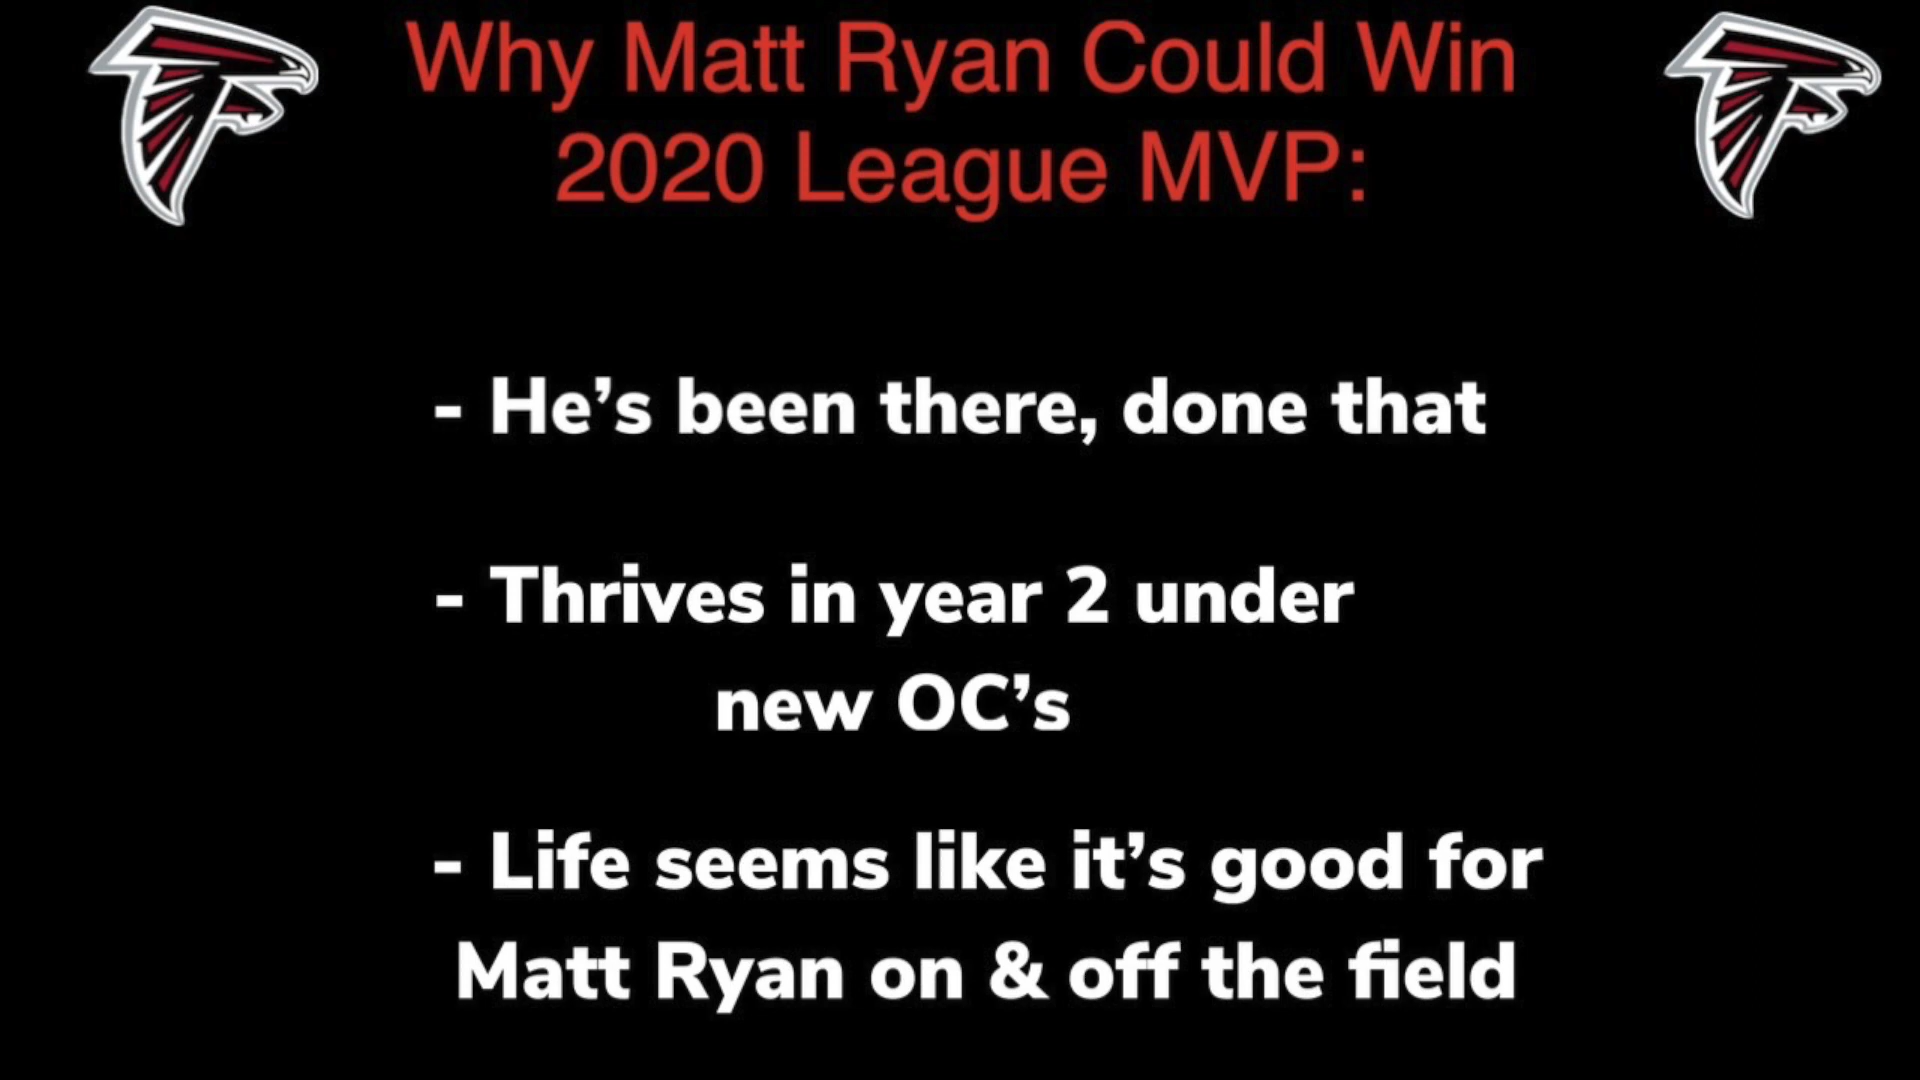 Why Matt Ryan Could Win
2020 League MVP:
- He’s been there, done that
- Thrives in year 2 under
new OC’s
- Life seems like it’s good for
Matt Ryan on & off the field